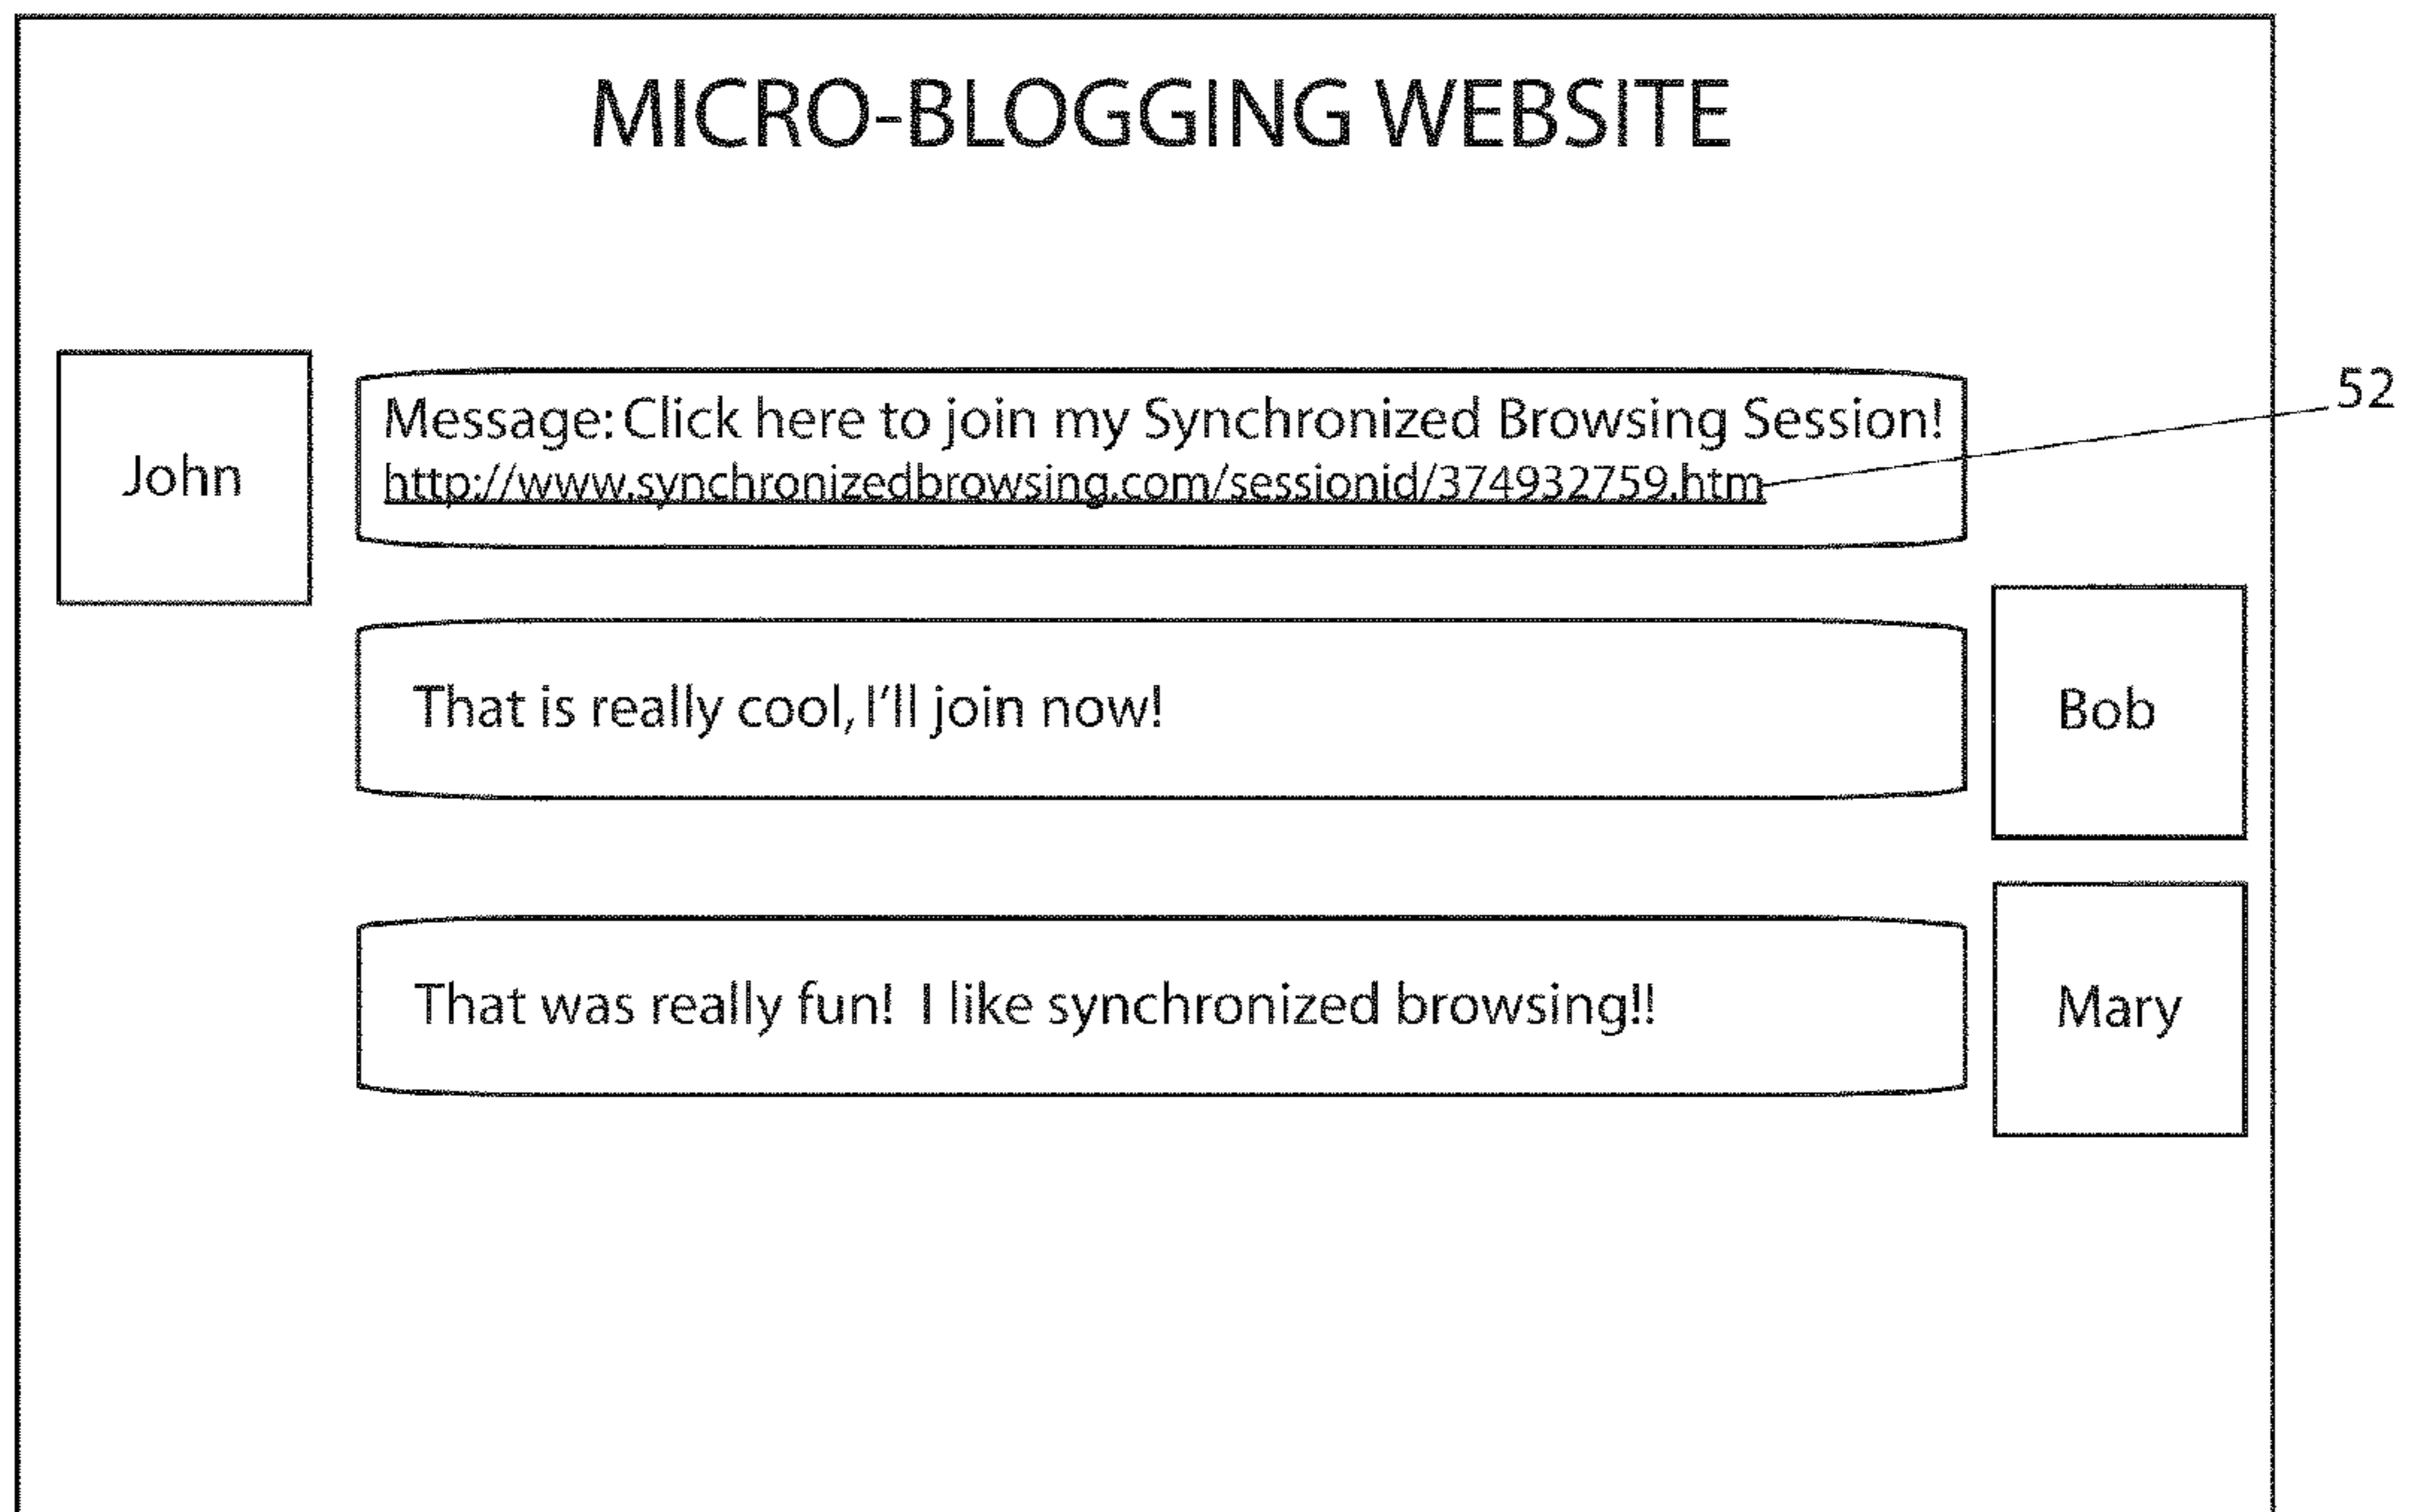 MICRO-BLOGGING WEBSITE
John
Message: Click here to join my Synchronized Browsing Session!
http://www.synchronizedbrowsing.com/sessionid/374932759.htm
52
That is really cool, I'll join now!
Bob
That was really fun! I like synchronized browsing!!
Mary